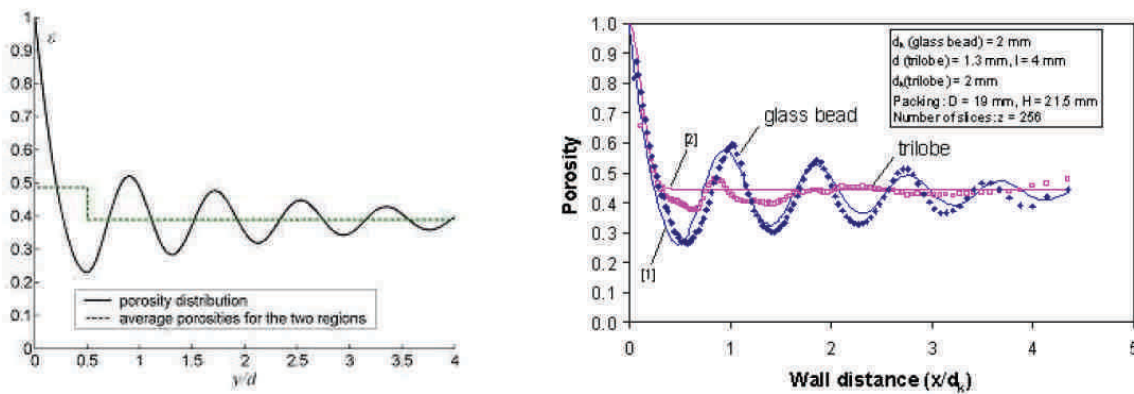 1
0.9
0.8
0.7
0.6
0.5
0.4
0.3
0.2
0.1
0
ε
porosity distribution
average porosities for the two regions
0 0.5 1 1.5 2 2.5 3 3.5 4
y/d
Porosity
1.0
0.9
0.8
0.7
0.6
0.5
0.4
0.3
0.2
0.1
0.0
dk (glass bead) = 2 mm
d (trilobe) = 1.3 mm, l = 4 mm
dk(trilobe) = 2 mm
Packing : D = 19 mm, H = 21.5 mm
Number of slices: z = 256
glass bead
[2]
trilobe
[1]
0 1 2 3 4 5
Wall distance (x/dk)